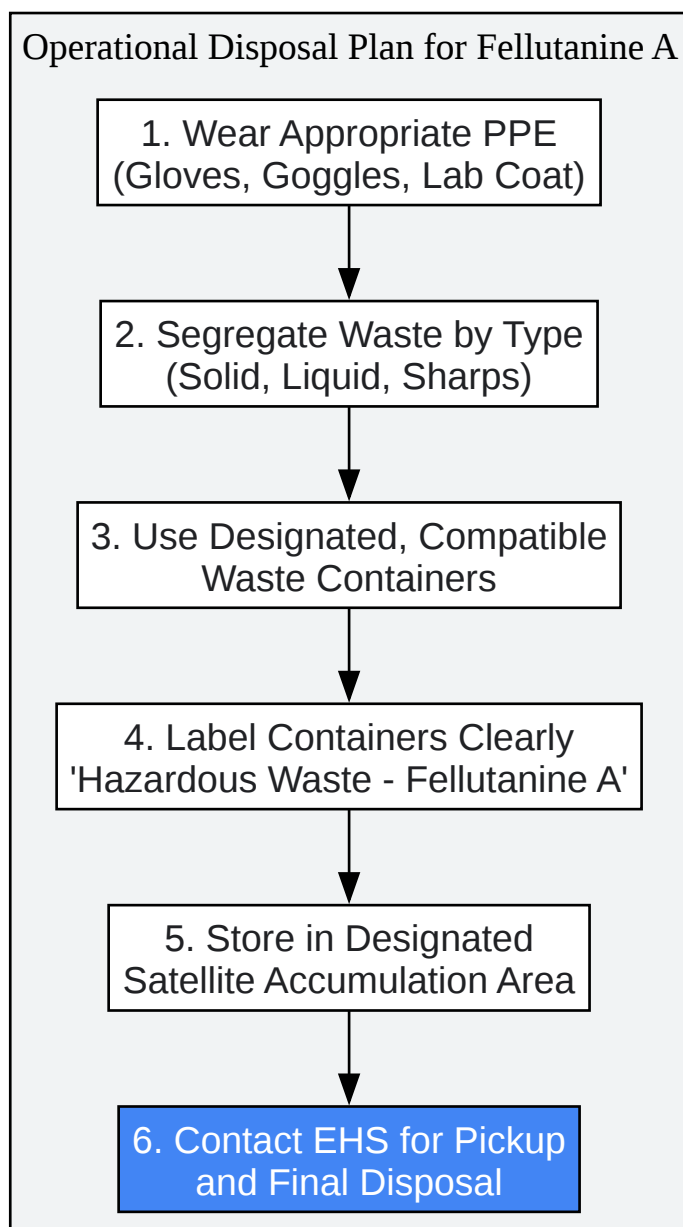 Operational Disposal Plan for Fellutanine A
1. Wear Appropriate PPE
(Gloves, Goggles, Lab Coat)
2. Segregate Waste by Type
(Solid, Liquid, Sharps)
3. Use Designated, Compatible
Waste Containers
4. Label Containers Clearly
'Hazardous Waste - Fellutanine A'
5. Store in Designated
Satellite Accumulation Area
6. Contact EHS for Pickup
and Final Disposal